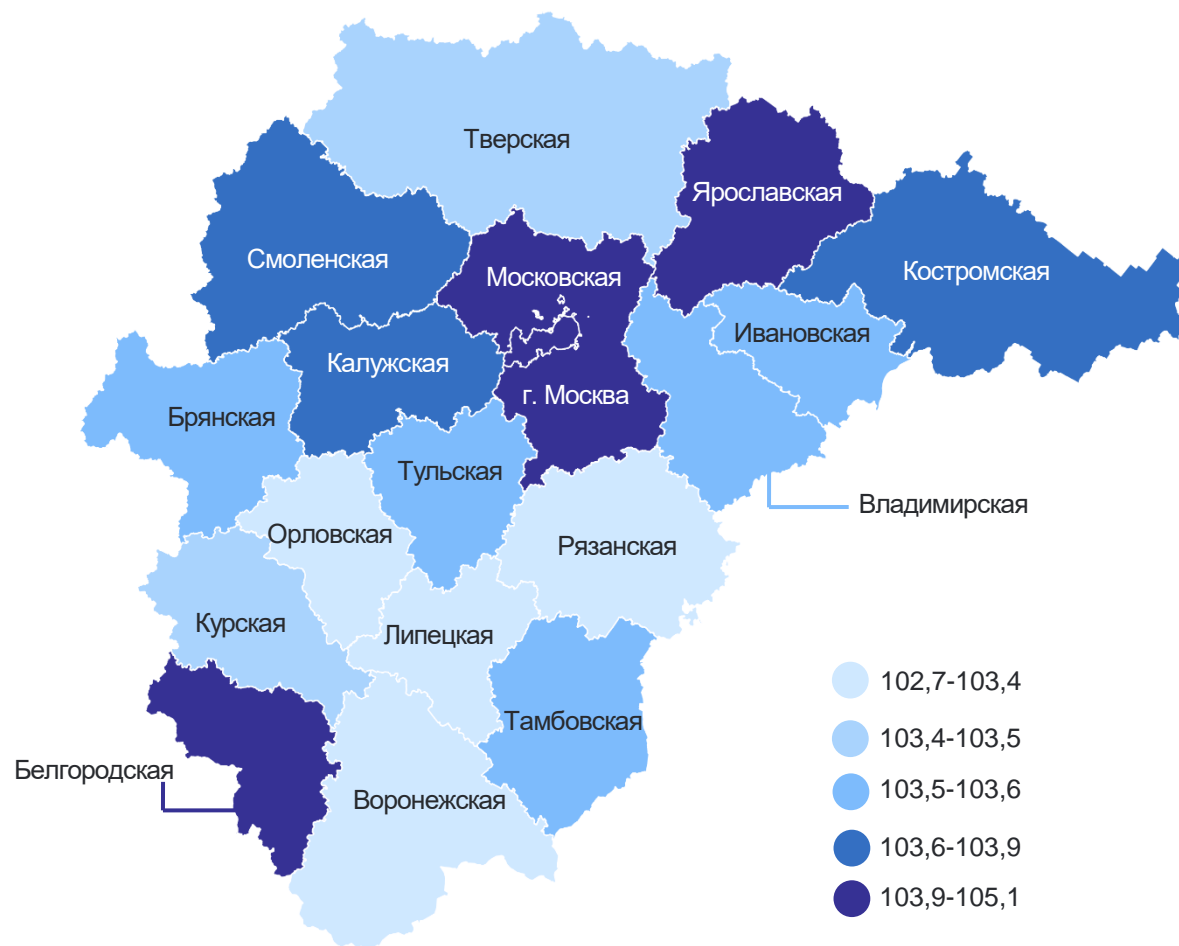 Тверская
Ярославская
Смоленская
Московская
Костромская
Ивановская
Калужская
г. Москва
Брянская
Тульская
Владимирская
Орловская
Рязанская
Курская
Липецкая
Тамбовская
Белгородская
Воронежская
102,7-103,4
103,4-103,5
103,5-103,6
103,6-103,9
103,9-105,1